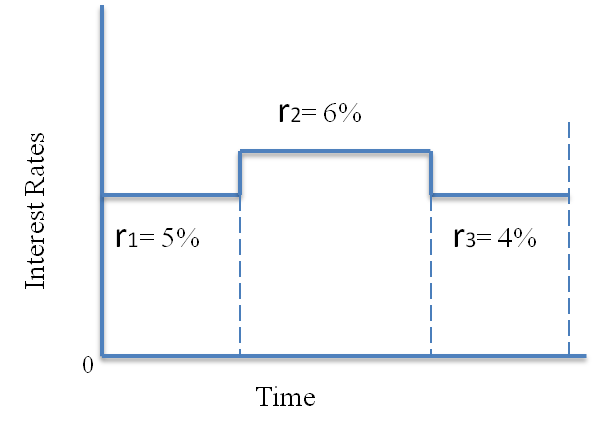 r2= 6%
Interest Rates
r1= 5%
r3= 4%
0
Time